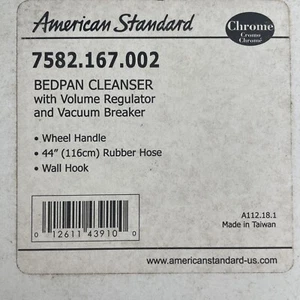 American Standard
Chrome
Cromo
Chromé
7582.167.002
BEDPAN CLEANSER
with Volume Regulator
and Vacuum Breaker
• Wheel Handle
• 44” (116cm) Rubber Hose
• Wall Hook
0 12611 43910 0
A112.18.1
Made in Taiwan
www.americanstandard-us.com